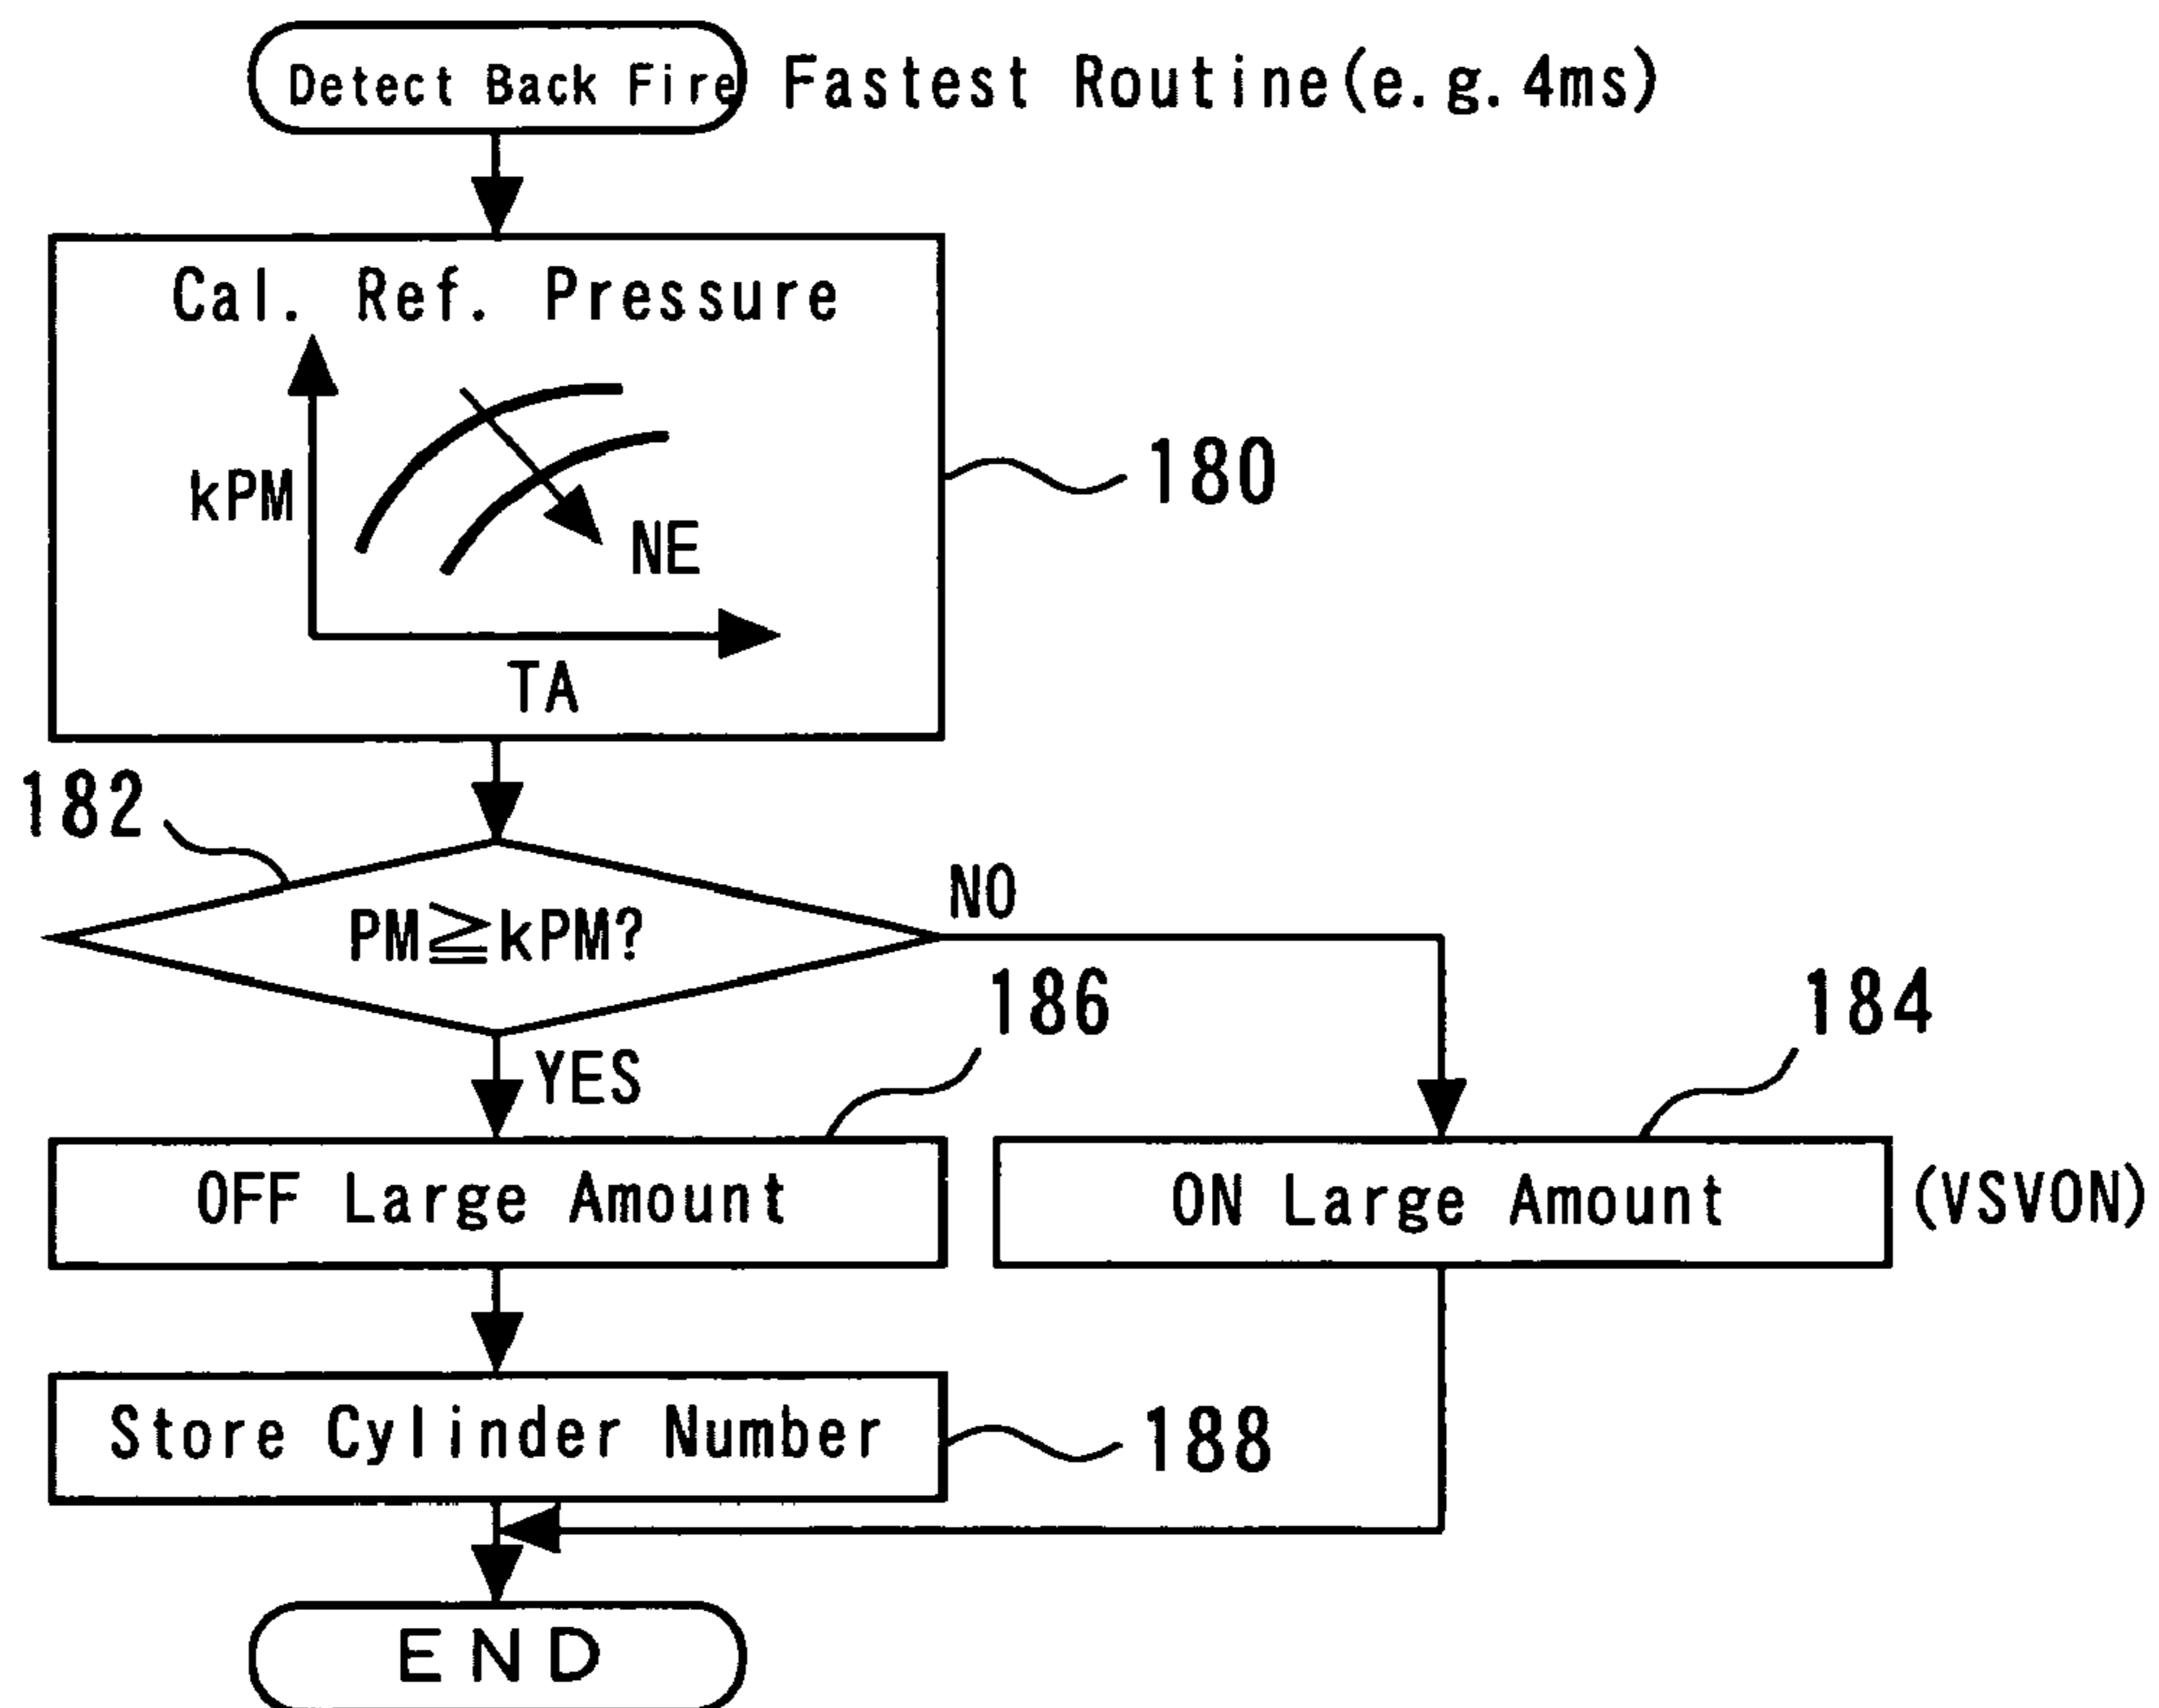 Detect Back Fire
Fastest Routine(e.g.4ms)
Cal. Ref. Pressure
kPM
NE
TA
180
182
PM≧kPM?
NO
YES
186
184
OFF Large Amount
ON Large Amount
(VSVON)
Store Cylinder Number
188
END